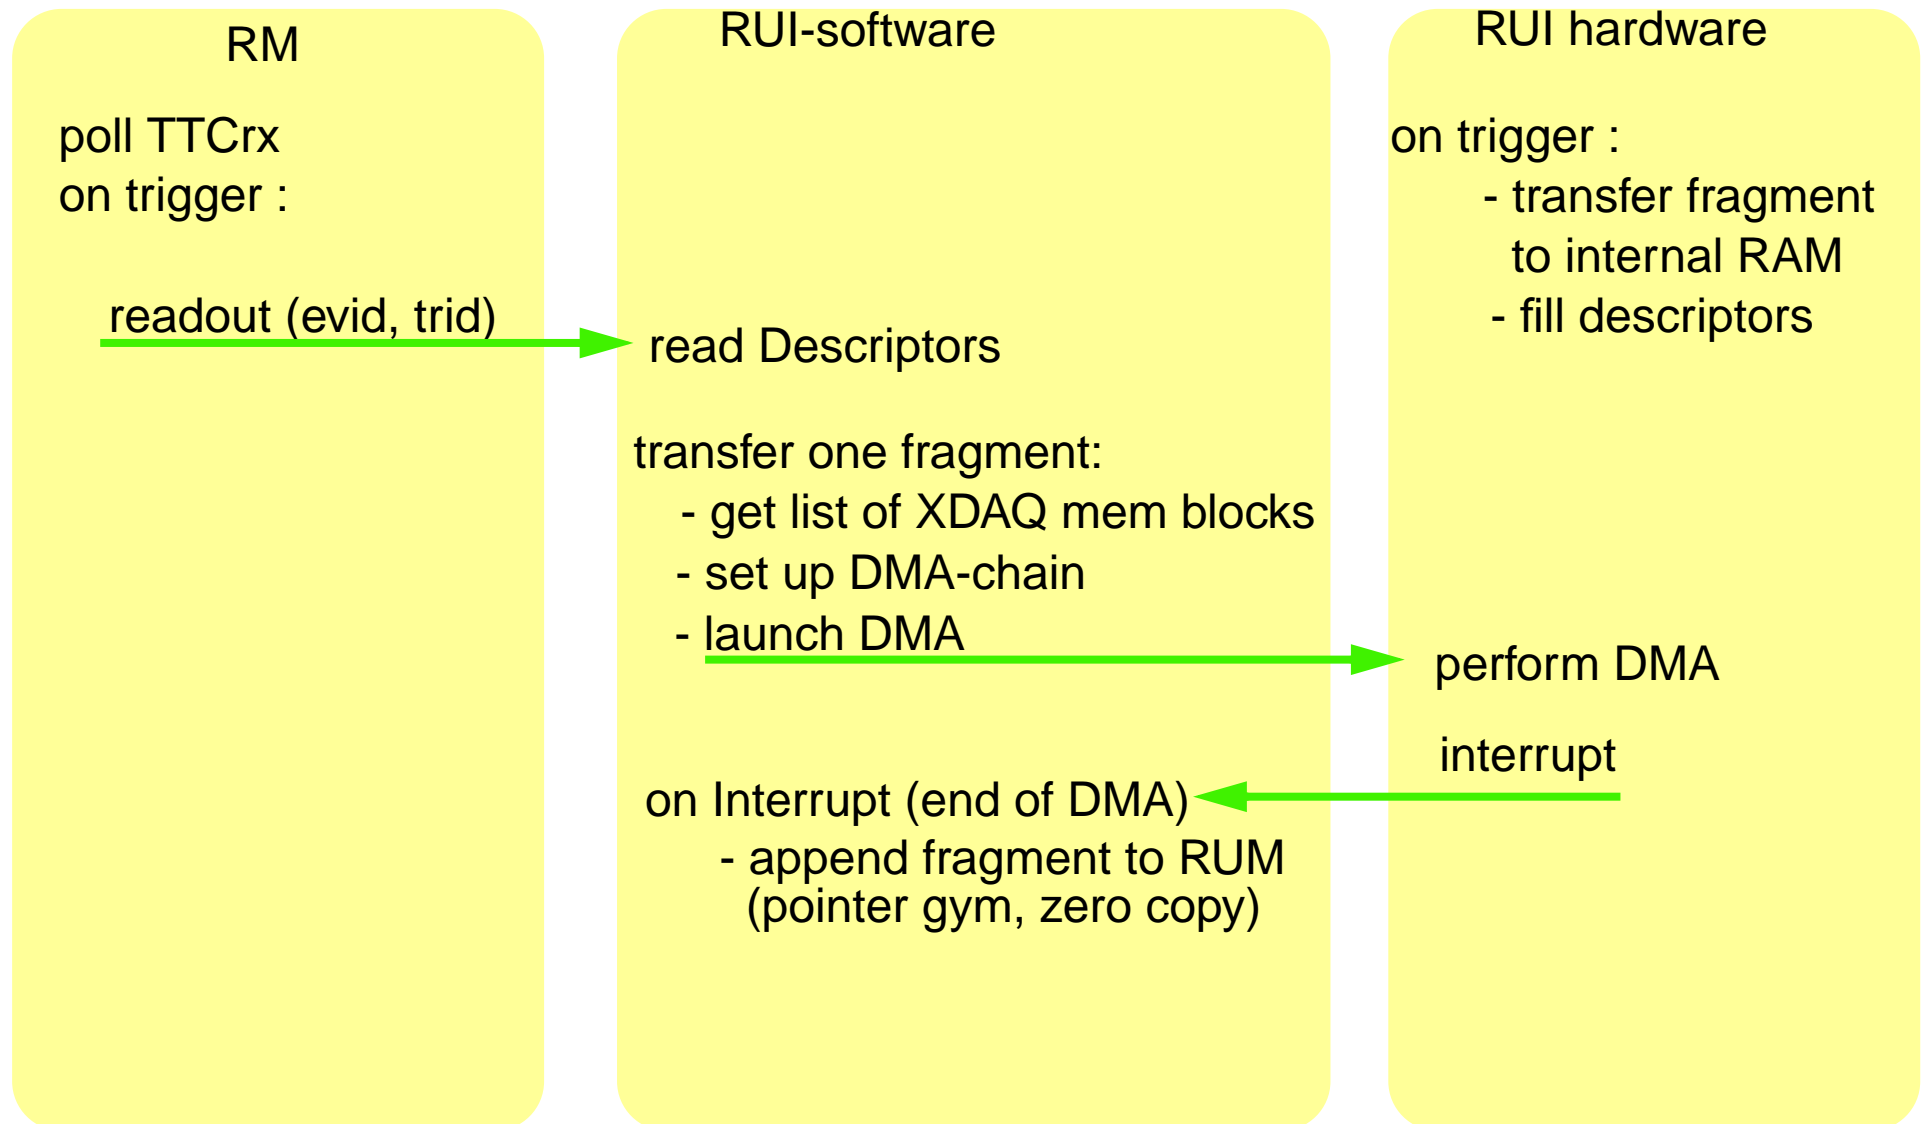 RM
poll TTCrx
on trigger :
readout (evid, trid)
RUI-software
read Descriptors
transfer one fragment:
- get list of XDAQ mem blocks
- set up DMA-chain
- launch DMA
on Interrupt (end of DMA)
- append fragment to RUM
(pointer gym, zero copy)
RUI hardware
on trigger :
- transfer fragment
to internal RAM
- fill descriptors
perform DMA
interrupt